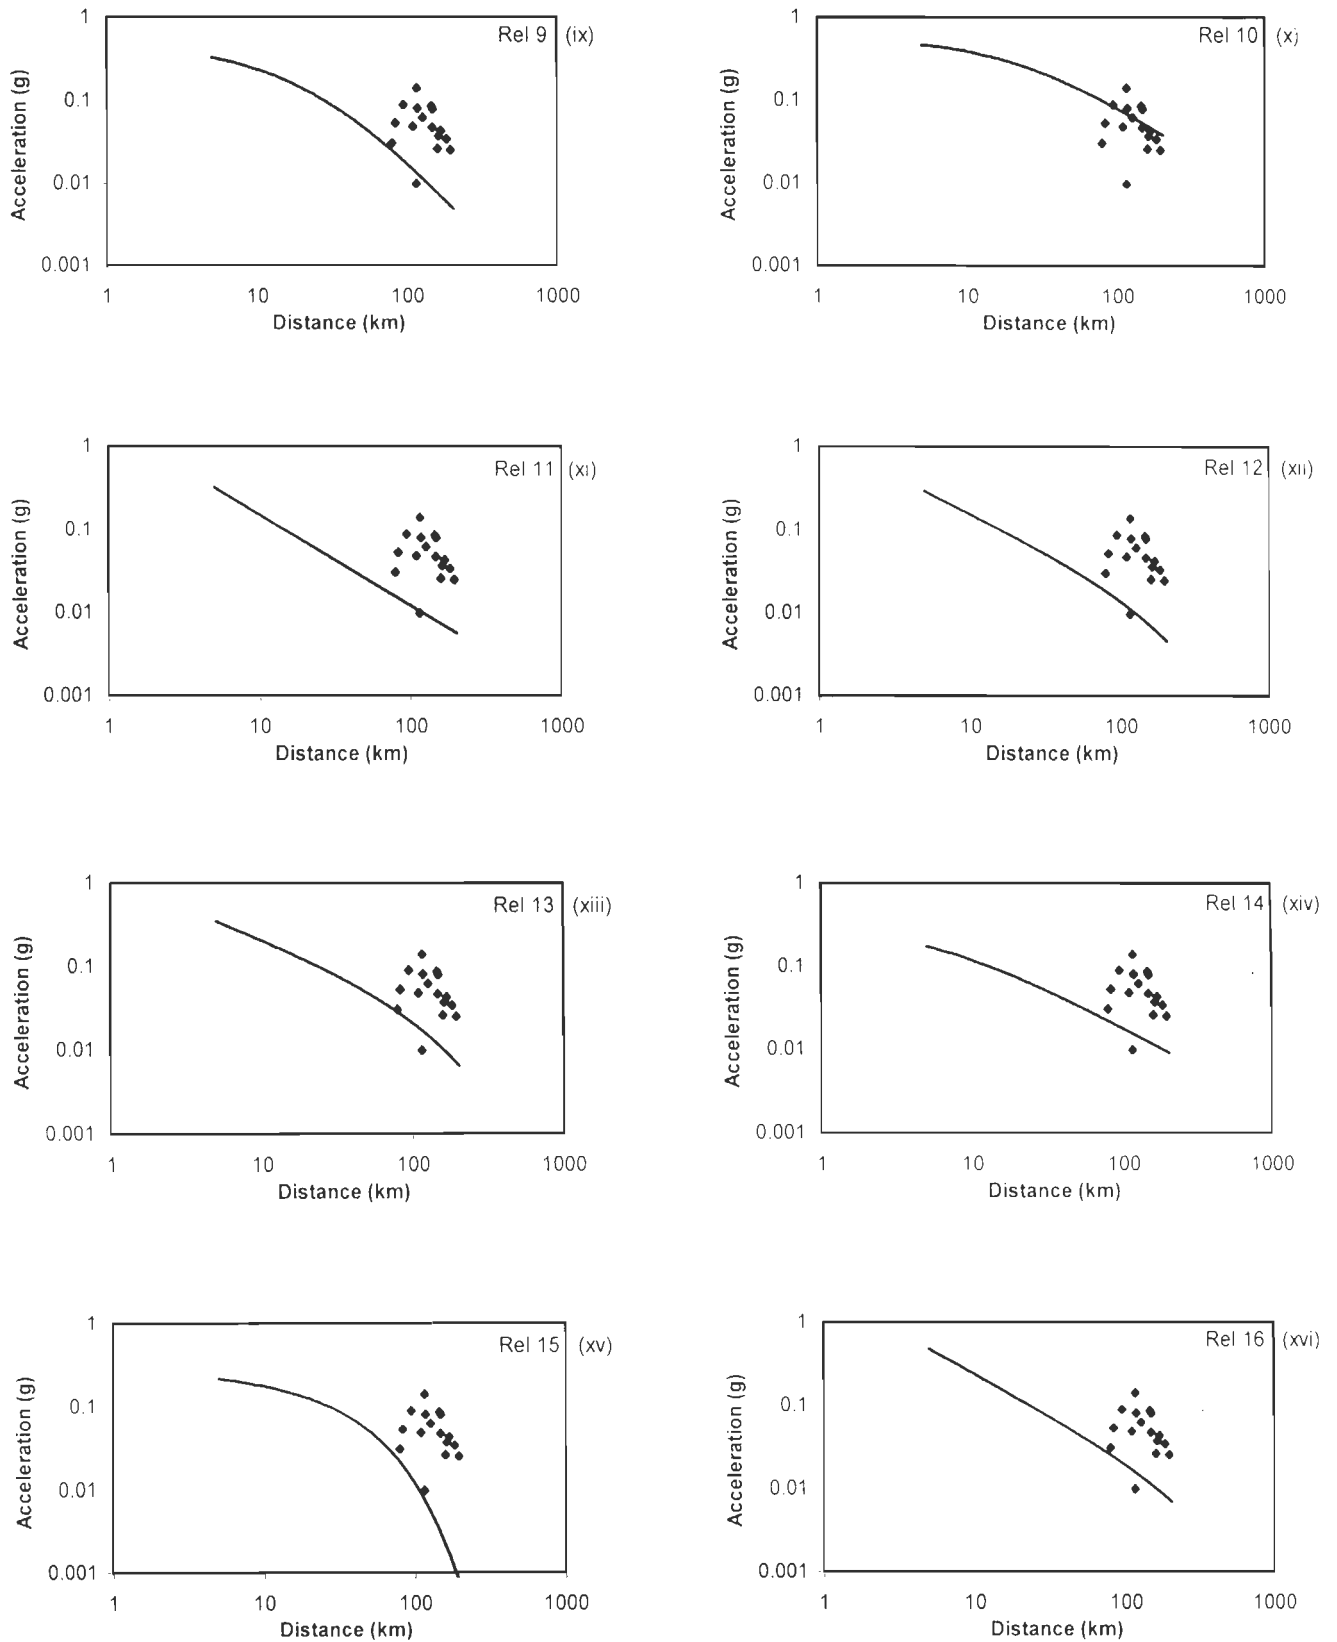 1
Rel 9 (ix)
0.1
0.01
0.001
Acceleration (g)
1 10 100 1000
Distance (km)
1
Rel 10 (x)
0.1
0.01
0.001
Acceleration (g)
1 10 100 1000
Distance (km)
1
Rel 11 (xi)
0.1
0.01
0.001
Acceleration (g)
1 10 100 1000
Distance (km)
1
Rel 12 (xii)
0.1
0.01
0.001
Acceleration (g)
1 10 100 1000
Distance (km)
1
Rel 13 (xiii)
0.1
0.01
0.001
Acceleration (g)
1 10 100 1000
Distance (km)
1
Rel 14 (xiv)
0.1
0.01
0.001
Acceleration (g)
1 10 100 1000
Distance (km)
1
Rel 15 (xv)
0.1
0.01
0.001
Acceleration (g)
1 10 100 1000
Distance (km)
1
Rel 16 (xvi)
0.1
0.01
0.001
Acceleration (g)
1 10 100 1000
Distance (km)